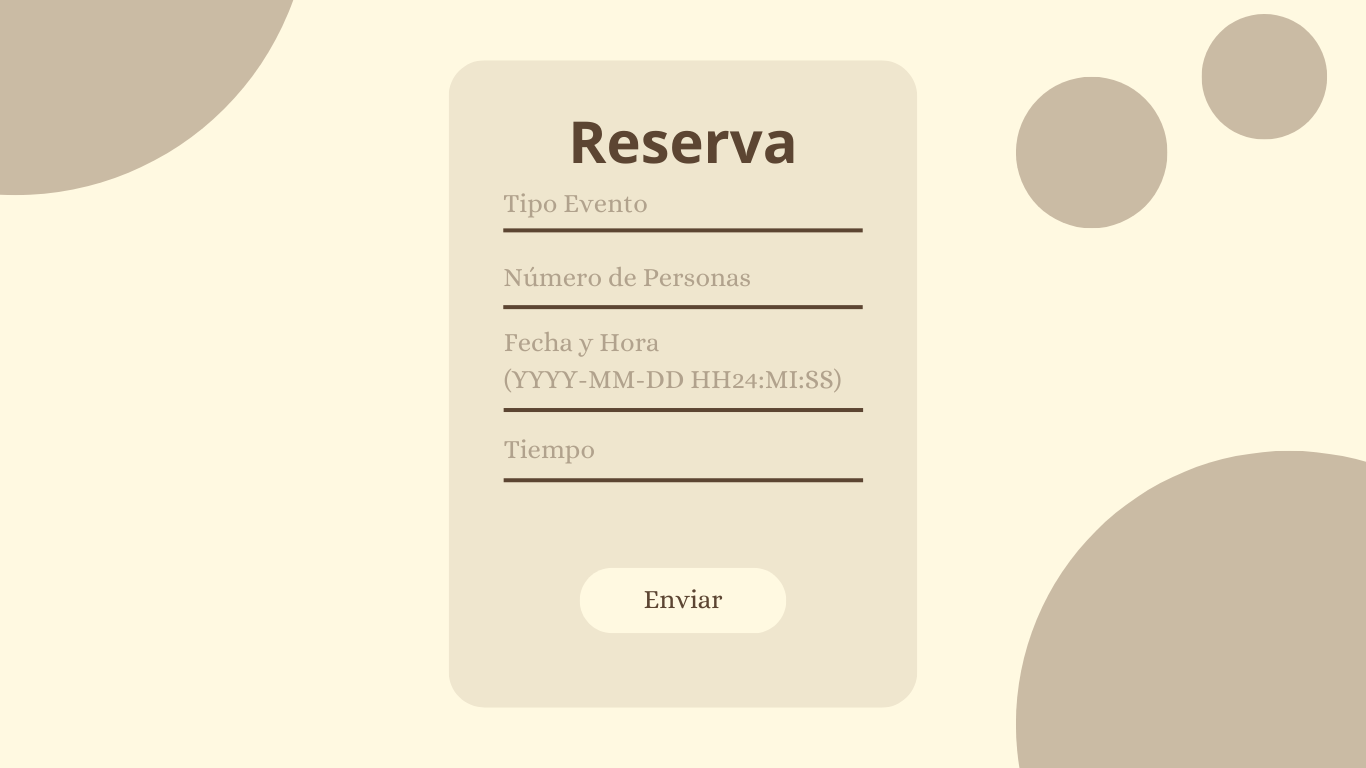 Reserva
Tipo Evento
Número de Personas
Fecha y Hora
(YYYY-MM-DD HH24:MI:SS)
Tiempo
Enviar